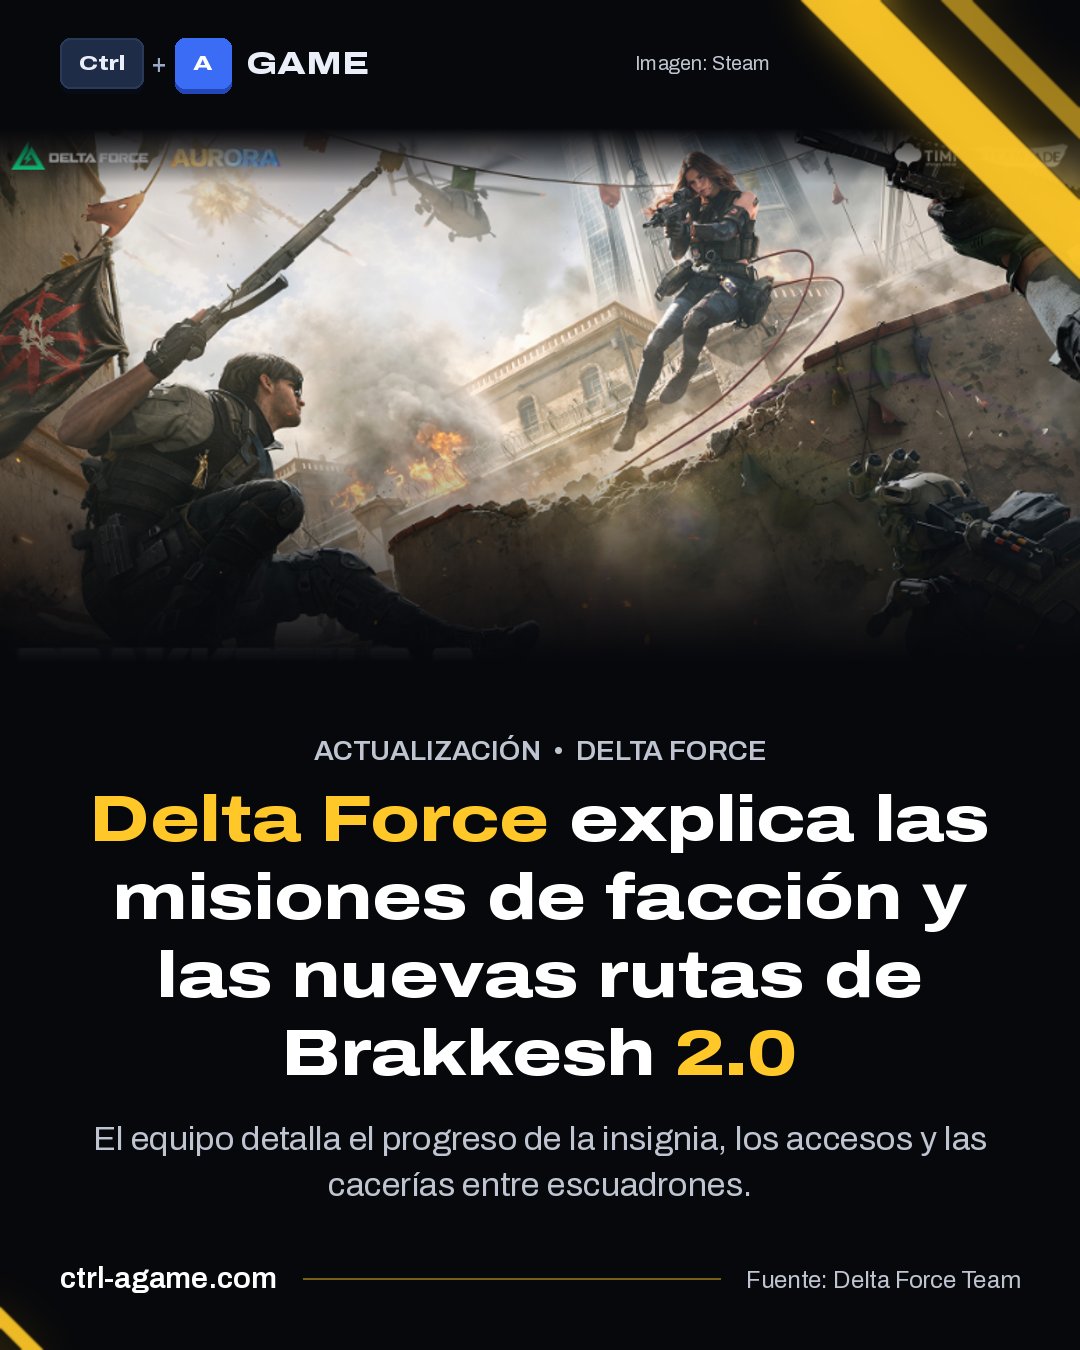 Ctrl + A GAME
Imagen: Steam
DELTA FORCE AURORA
ACTUALIZACIÓN • DELTA FORCE
Delta Force explica las
misiones de facción y
las nuevas rutas de
Brakkesh 2.0
El equipo detalla el progreso de la insignia, los accesos y las
cacerías entre escuadrones.
ctrl-agame.com
Fuente: Delta Force Team